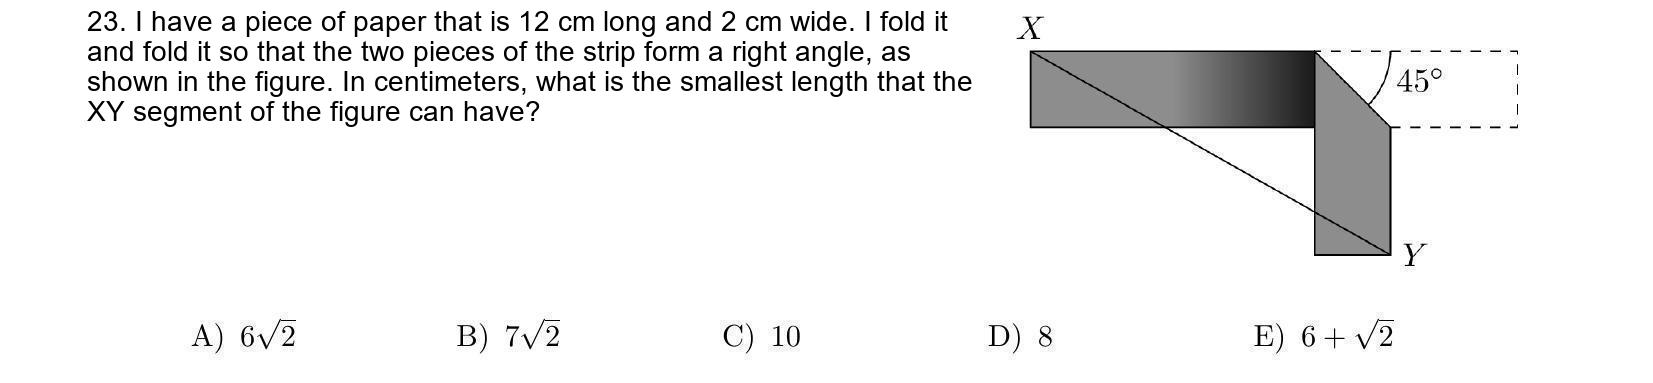 23. I have a piece of paper that is 12 cm long and 2 cm wide. I fold it
and fold it so that the two pieces of the strip form a right angle, as
shown in the figure. In centimeters, what is the smallest length that the
XY segment of the figure can have?
X
45°
Y
A) 6√2 B) 7√2 C) 10 D) 8 E) 6 + √2